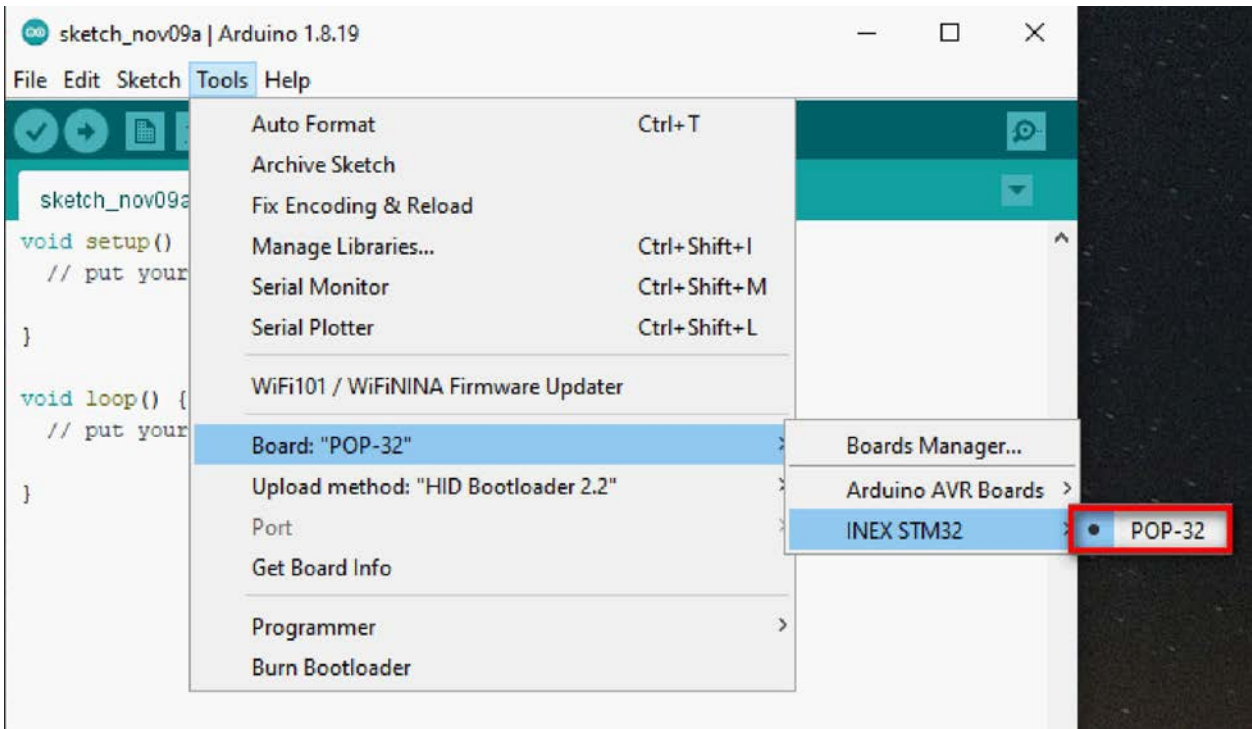 sketch_nov09a | Arduino 1.8.19
File Edit Sketch Tools Help
sketch_nov09a
void setup()
// put your
}
void loop() {
// put your
}
Auto Format Ctrl+T
Archive Sketch
Fix Encoding & Reload
Manage Libraries... Ctrl+Shift+I
Serial Monitor Ctrl+Shift+M
Serial Plotter Ctrl+Shift+L
WiFi101 / WiFiNINA Firmware Updater
Board: "POP-32"
Upload method: "HID Bootloader 2.2"
Port
Get Board Info
Programmer
Burn Bootloader
Boards Manager...
Arduino AVR Boards
INEX STM32
POP-32